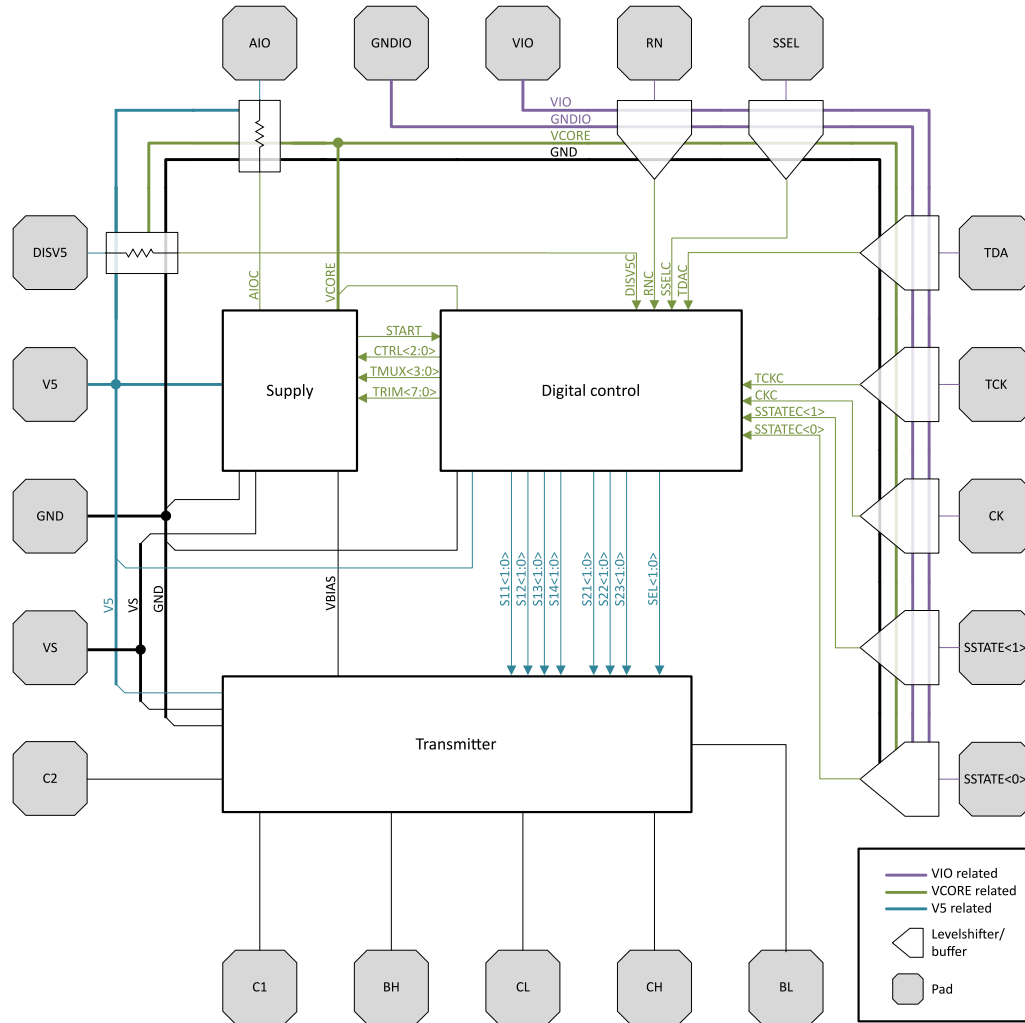 AIO
GNDIO
VIO
RN
SSEL
VIO
GNDIO
VCORE
GND
DISV5
TDA
AIOC
VCORE
DISV5C
RNC
SSELC
TDAC
START
CTRL<2:0>
TMUX<3:0>
TRIM<7:0>
V5
Supply
Digital control
TCKC
CKC
SSTATEC<1>
SSTATEC<0>
TCK
GND
CK
V5
VS
GND
VBIAS
S11<1:0>
S12<1:0>
S13<1:0>
S14<1:0>
S21<1:0>
S22<1:0>
S23<1:0>
SEL<1:0>
VS
SSTATE<1>
Transmitter
C2
SSTATE<0>
VIO related
VCORE related
V5 related
Levelshifter/
buffer
Pad
C1
BH
CL
CH
BL